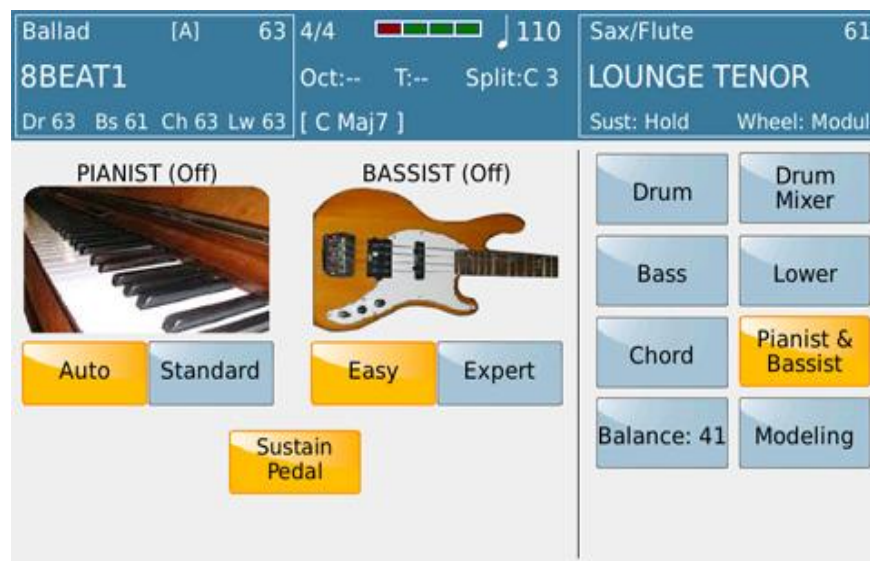 Ballad [A] 63
8BEAT1
Dr 63 Bs 61 Ch 63 Lw 63
4/4 110
Oct:-- T:-- Split:C 3
[ C Maj7 ]
Sax/Flute 61
LOUNGE TENOR
Sust: Hold Wheel: Modul
PIANIST (Off)
BASSIST (Off)
Auto Standard
Easy Expert
Sustain
Pedal
Drum
Drum
Mixer
Bass
Lower
Chord
Pianist &
Bassist
Balance: 41
Modeling